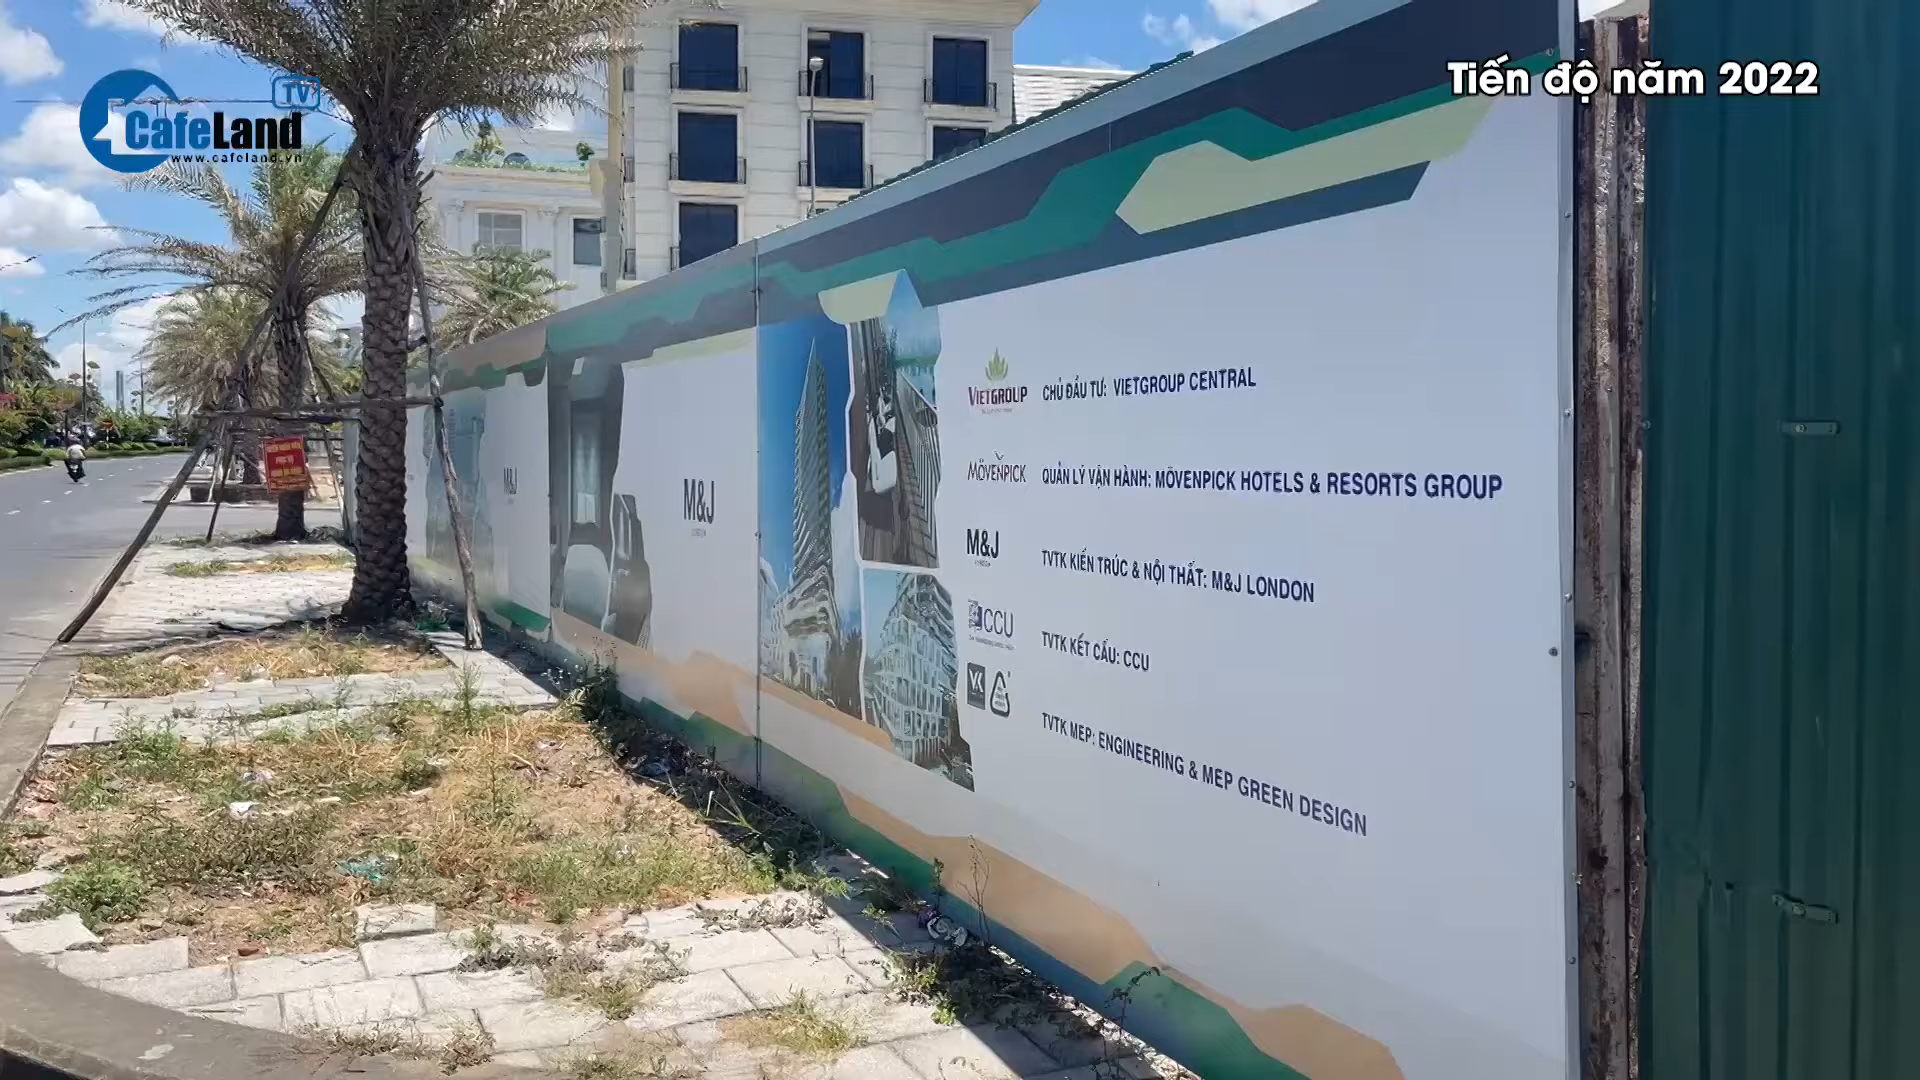 Tiến độ năm 2022
TV
CafeLand
www.cafeland.vn
VIETGROUP
CHỦ ĐẦU TƯ: VIETGROUP CENTRAL
MÖVENPICK
QUẢN LÝ VẬN HÀNH: MÖVENPICK HOTELS & RESORTS GROUP
M&J
TVTK KIẾN TRÚC & NỘI THẤT: M&J LONDON
CCU
TVTK KẾT CẤU: CCU
TVTK MEP: ENGINEERING & MEP GREEN DESIGN
M&J
M&J